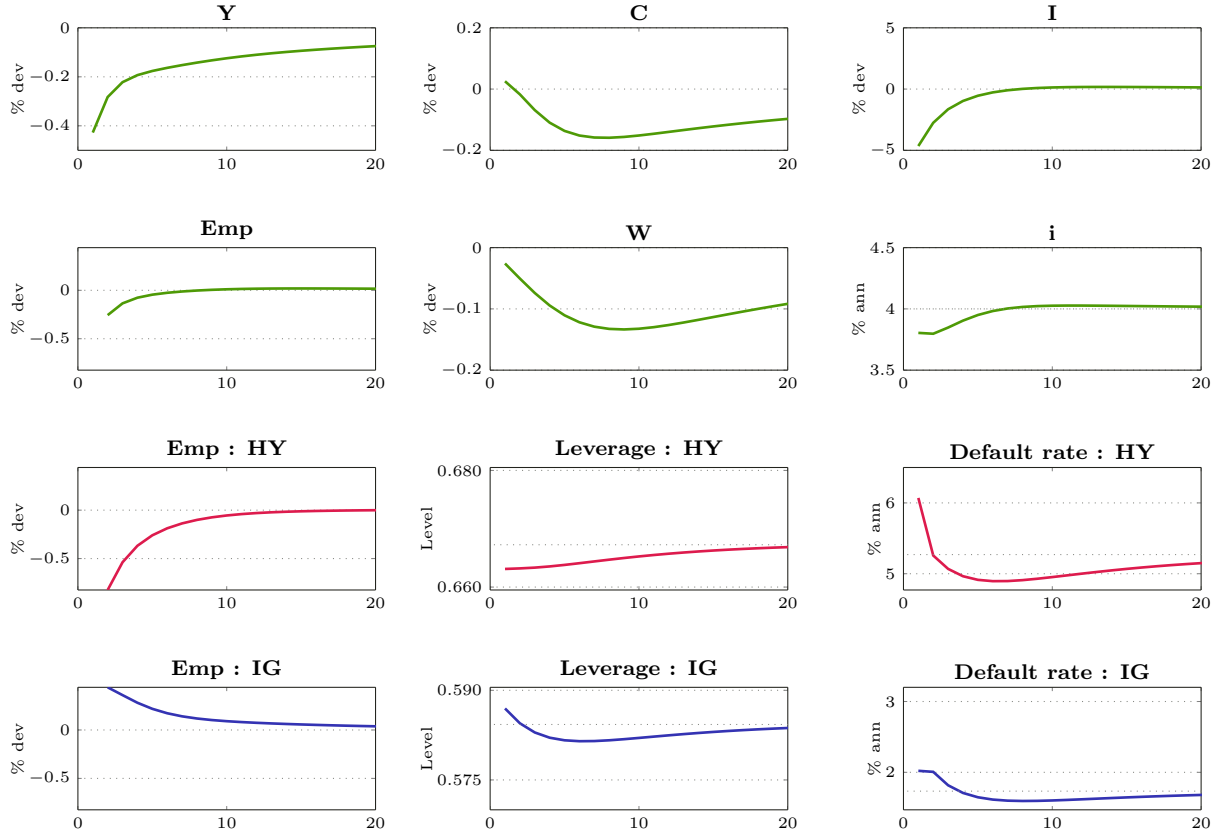 Y
% dev
0
−0.2
−0.4
0
10
20
C
% dev
0.2
0
−0.2
0
10
20
I
% dev
5
0
−5
0
10
20
Emp
% dev
0
−0.5
0
10
20
W
% dev
0
−0.1
−0.2
0
10
20
i
% ann
4.5
4
3.5
0
10
20
Emp : HY
% dev
0
−0.5
0
10
20
Leverage : HY
Level
0.680
0.660
0
10
20
Default rate : HY
% ann
6
5
0
10
20
Emp : IG
% dev
0
−0.5
0
10
20
Leverage : IG
Level
0.590
0.575
0
10
20
Default rate : IG
% ann
3
2
0
10
20